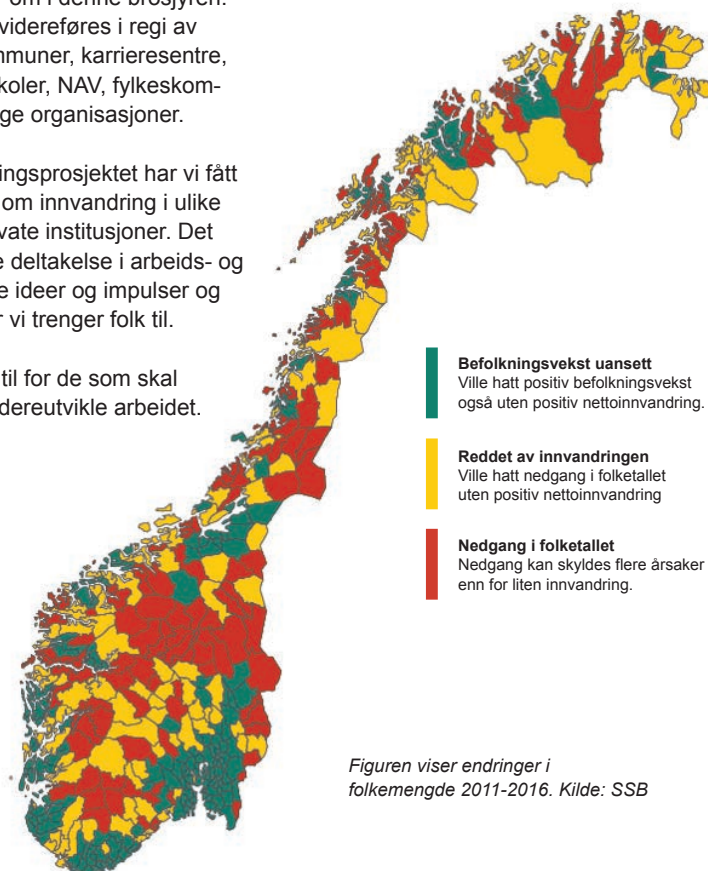 om i denne brosjyren.
videreføres i regi av
mmuner, karrieresentre,
koler, NAV, fylkeskom-
ge organisasjoner.
ingsprosjektet har vi fått
om innvandring i ulike
vate institusjoner. Det
e deltakelse i arbeids- og
e ideer og impulser og
r vi trenger folk til.
til for de som skal
dereutvikle arbeidet.
Befolkningsvekst uansett
Ville hatt positiv befolkningsvekst
også uten positiv nettoinnvandring.
Reddet av innvandringen
Ville hatt nedgang i folketallet
uten positiv nettoinnvandring
Nedgang i folketallet
Nedgang kan skyldes flere årsaker
enn for liten innvandring.
Figuren viser endringer i
folkemengde 2011-2016. Kilde: SSB